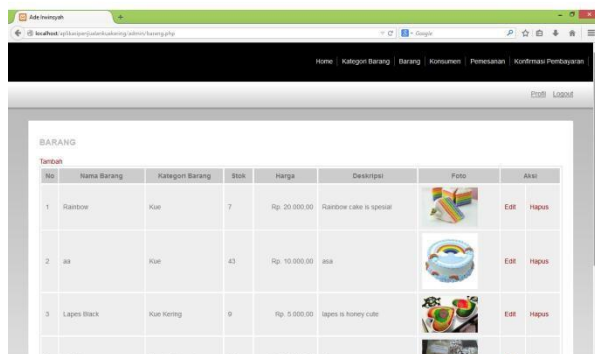 Ade Irwinsyah
localhost/aplikasipenjualankuekering/admin/barang.php
Google
Home | Kategori Barang | Barang | Konsumen | Pemesanan | Konfirmasi Pembayaran
Profil Logout
BARANG
Tambah
No Nama Barang Kategori Barang Stok Harga Deskripsi Foto Aksi
1 Rainbow Kue 7 Rp. 20.000,00 Rainbow cake is spesial Edit Hapus
2 aa Kue 43 Rp. 10.000,00 asa Edit Hapus
3 Lapes Black Kue Kering 9 Rp. 5.000,00 lapes is honey cute Edit Hapus